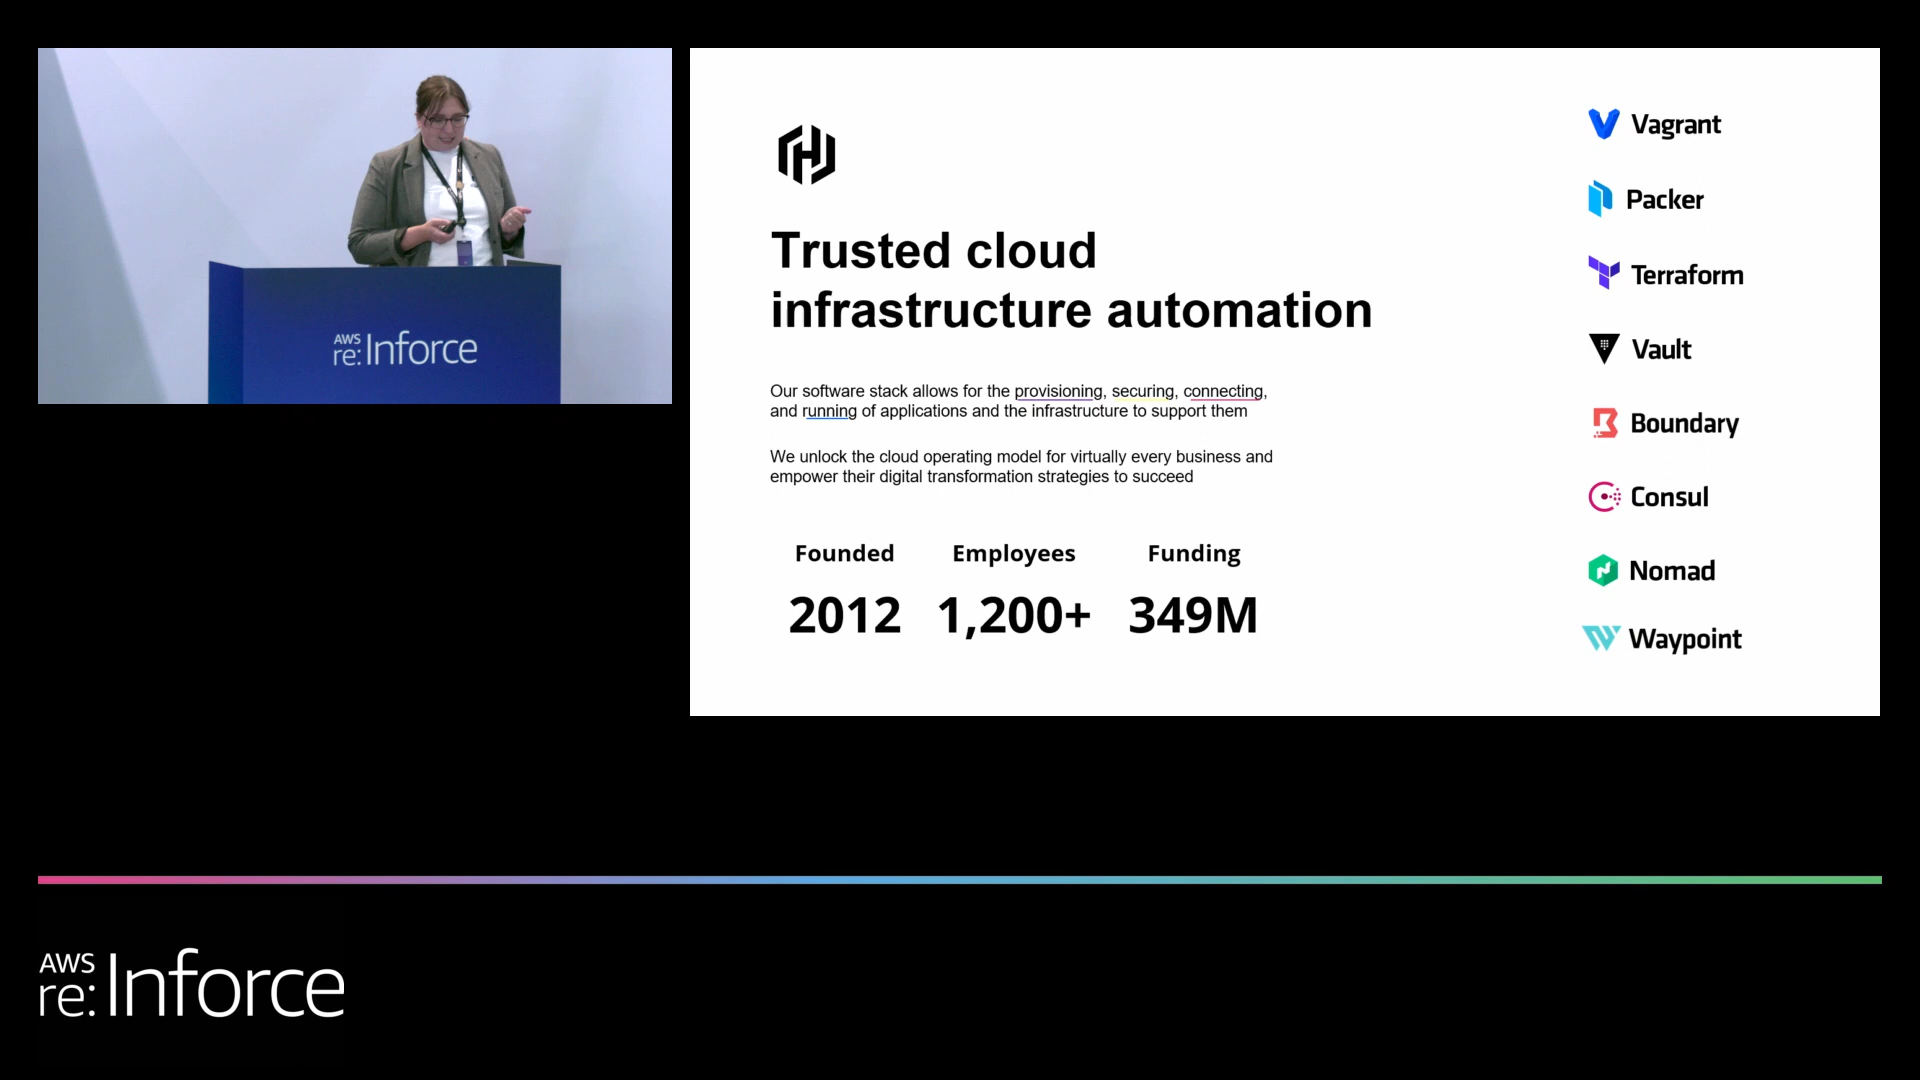 AWS
re:Inforce
Trusted cloud
infrastructure automation
Our software stack allows for the provisioning, securing, connecting,
and running of applications and the infrastructure to support them
We unlock the cloud operating model for virtually every business and
empower their digital transformation strategies to succeed
Founded Employees Funding
2012 1,200+ 349M
Vagrant
Packer
Terraform
Vault
Boundary
Consul
Nomad
Waypoint
AWS
re:Inforce